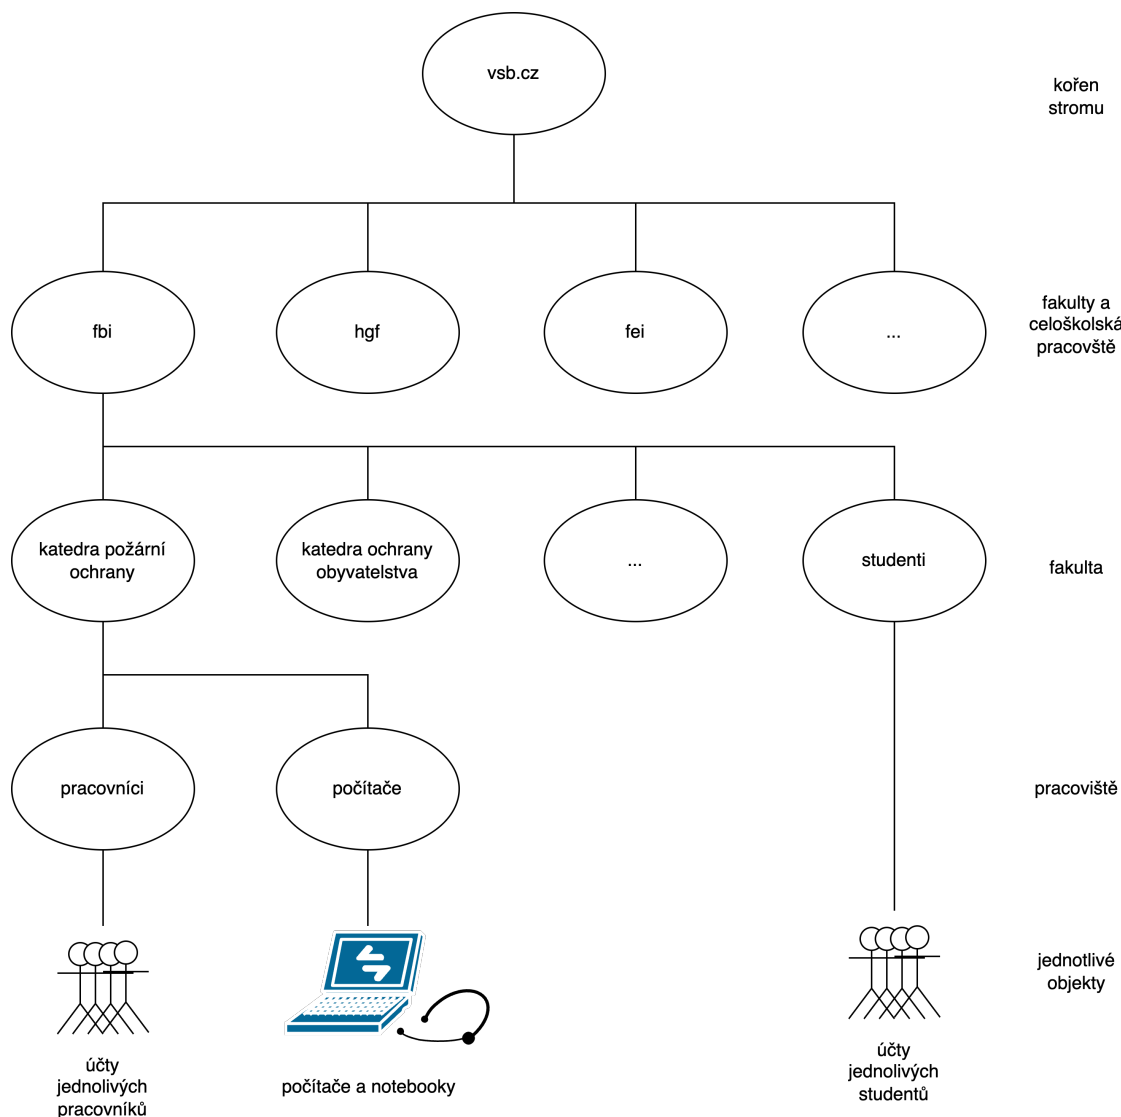 vsb.cz
kořen
stromu
fbi
hgf
fei
...
fakulty a
celoškolská
pracovště
katedra požární
ochrany
katedra ochrany
obyvatelstva
...
studenti
fakulta
pracovníci
počítače
pracoviště
jednotlivé
objekty
účty
jednolivých
pracovníků
počítače a notebooky
účty
jednolivých
studentů